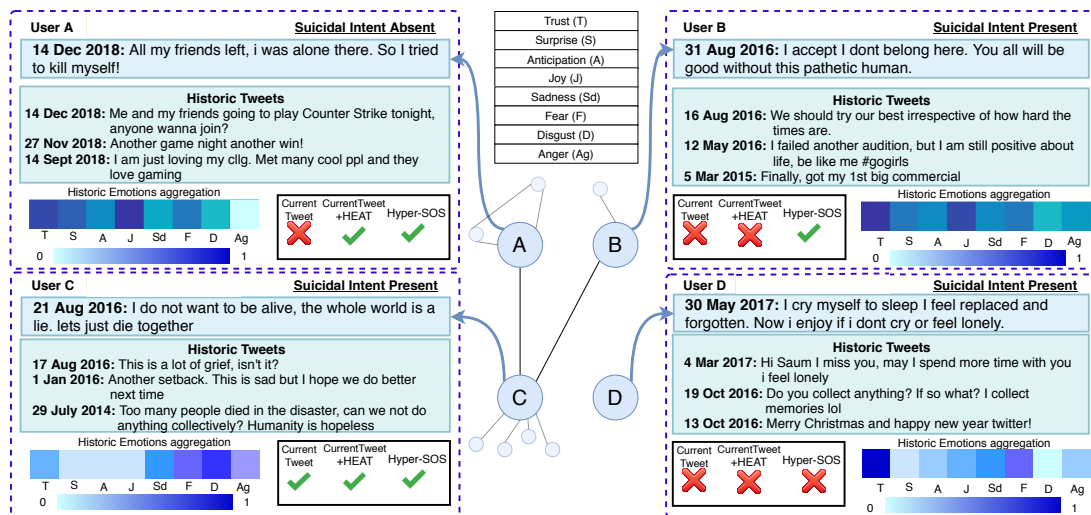 User A
Suicidal Intent Absent
14 Dec 2018: All my friends left, i was alone there. So I tried
to kill myself!
Historic Tweets
14 Dec 2018: Me and my friends going to play Counter Strike tonight,
anyone wanna join?
27 Nov 2018: Another game night another win!
14 Sept 2018: I am just loving my clg. Met many cool ppl and they
love gaming
Historic Emotions aggregation
T S A J Sd F D Ag
0 1
Current
Tweet
CurrentTweet
+HEAT
Hyper-SOS
Trust (T)
Surprise (S)
Anticipation (A)
Joy (J)
Sadness (Sd)
Fear (F)
Disgust (D)
Anger (Ag)
A
B
C
D
User B
Suicidal Intent Present
31 Aug 2016: I accept I dont belong here. You all will be
good without this pathetic human.
Historic Tweets
16 Aug 2016: We should try our best irrespective of how hard the
times are.
12 May 2016: I failed another audition, but I am still positive about
life, be like me #gogirls
5 Mar 2015: Finally, got my 1st big commercial
Current
Tweet
CurrentTweet
+HEAT
Hyper-SOS
Historic Emotions aggregation
T S A J Sd F D Ag
0 1
User C
Suicidal Intent Present
21 Aug 2016: I do not want to be alive, the whole world is a
lie. lets just die together
Historic Tweets
17 Aug 2016: This is a lot of grief, isn't it?
1 Jan 2016: Another setback. This is sad but I hope we do better
next time
29 July 2014: Too many people died in the disaster, can we not do
anything collectively? Humanity is hopeless
Historic Emotions aggregation
T S A J Sd F D Ag
0 1
Current
Tweet
CurrentTweet
+HEAT
Hyper-SOS
User D
Suicidal Intent Present
30 May 2017: I cry myself to sleep I feel replaced and
forgotten. Now i enjoy if i dont cry or feel lonely.
Historic Tweets
4 Mar 2017: Hi Saum I miss you, may I spend more time with you
i feel lonely
19 Oct 2016: Do you collect anything? If so what? I collect
memories lol
13 Oct 2016: Merry Christmas and happy new year twitter!
Current
Tweet
CurrentTweet
+HEAT
Hyper-SOS
Historic Emotions aggregation
T S A J Sd F D Ag
0 1